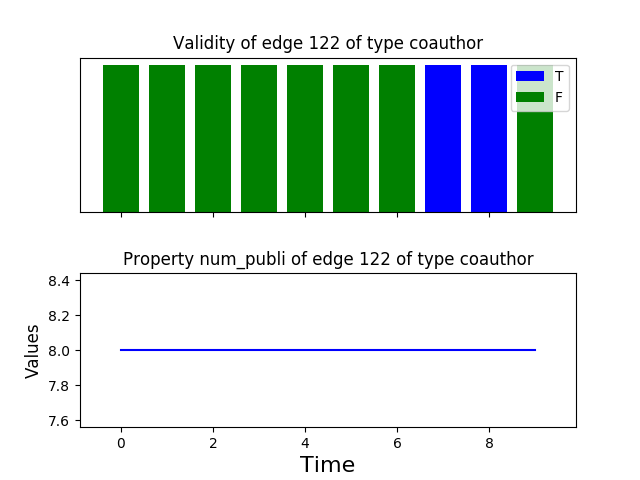 Validity of edge 122 of type coauthor
T
F
Property num_publi of edge 122 of type coauthor
8.4
8.2
8.0
7.8
7.6
Values
0 2 4 6 8
Time